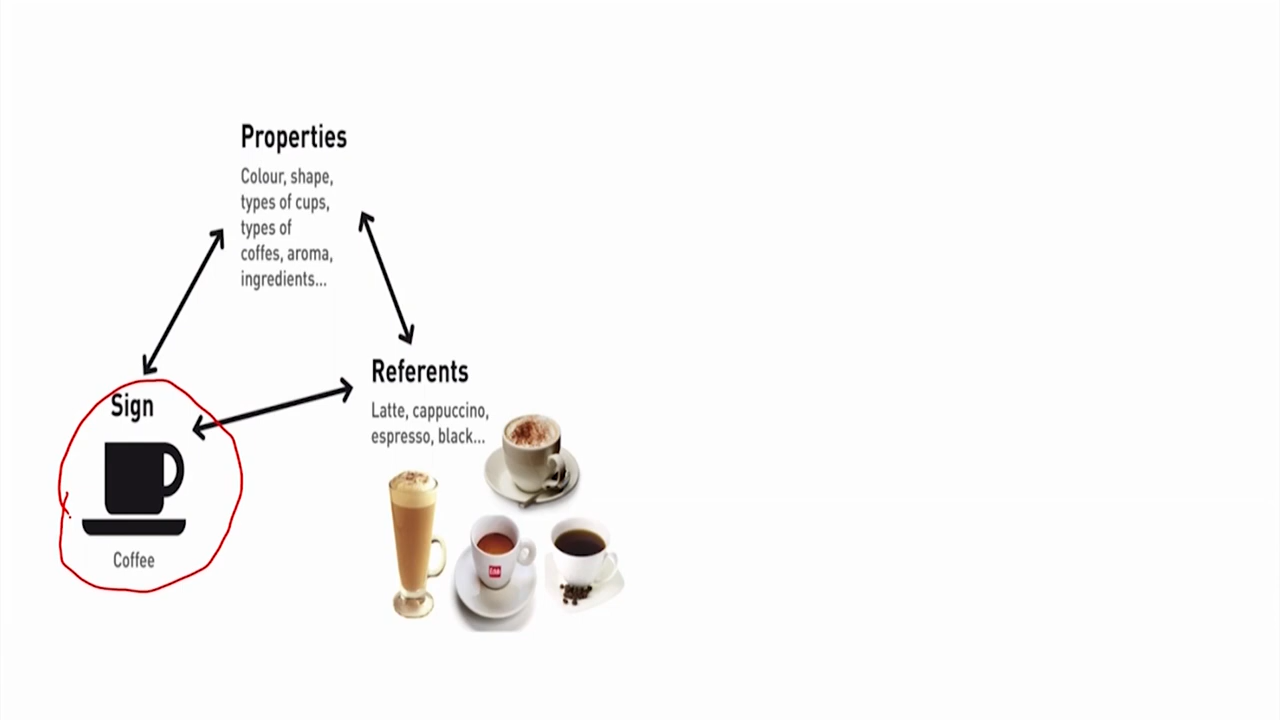 Properties
Colour, shape,
types of cups,
types of
coffes, aroma,
ingredients...
Referents
Latte, cappuccino,
espresso, black...
Sign
Coffee